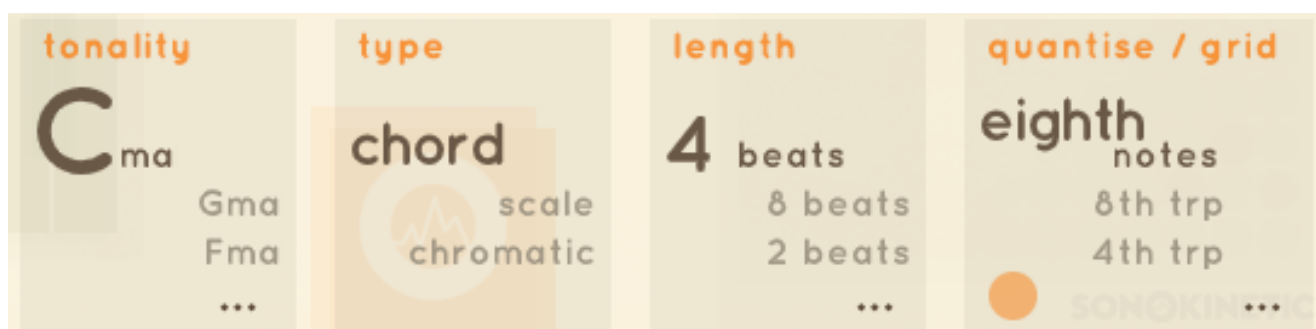 tonality
C ma
Gma
Fma
...
type
chord
scale
chromatic
length
4 beats
8 beats
2 beats
...
quantise / grid
eighth
notes
8th trp
4th trp
...
SONOKINETIC